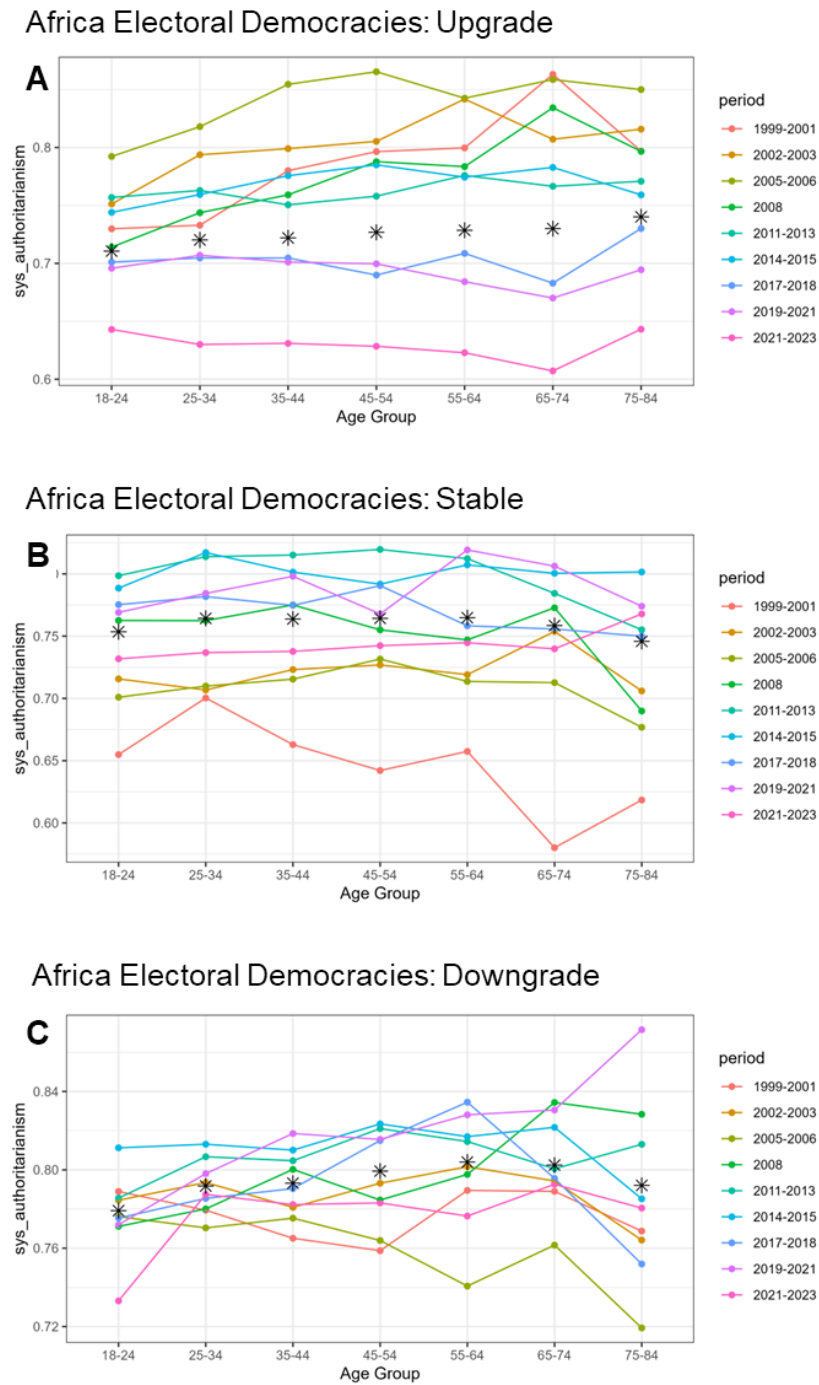 Africa Electoral Democracies: Upgrade
A
sys_authoritarianism
0.8
0.7
0.6
18-24 25-34 35-44 45-54 55-64 65-74 75-84
Age Group
period
1999-2001
2002-2003
2005-2006
2008
2011-2013
2014-2015
2017-2018
2019-2021
2021-2023
Africa Electoral Democracies: Stable
B
sys_authoritarianism
0.75
0.70
0.65
0.60
18-24 25-34 35-44 45-54 55-64 65-74 75-84
Age Group
period
1999-2001
2002-2003
2005-2006
2008
2011-2013
2014-2015
2017-2018
2019-2021
2021-2023
Africa Electoral Democracies: Downgrade
C
sys_authoritarianism
0.84
0.80
0.76
0.72
18-24 25-34 35-44 45-54 55-64 65-74 75-84
Age Group
period
1999-2001
2002-2003
2005-2006
2008
2011-2013
2014-2015
2017-2018
2019-2021
2021-2023